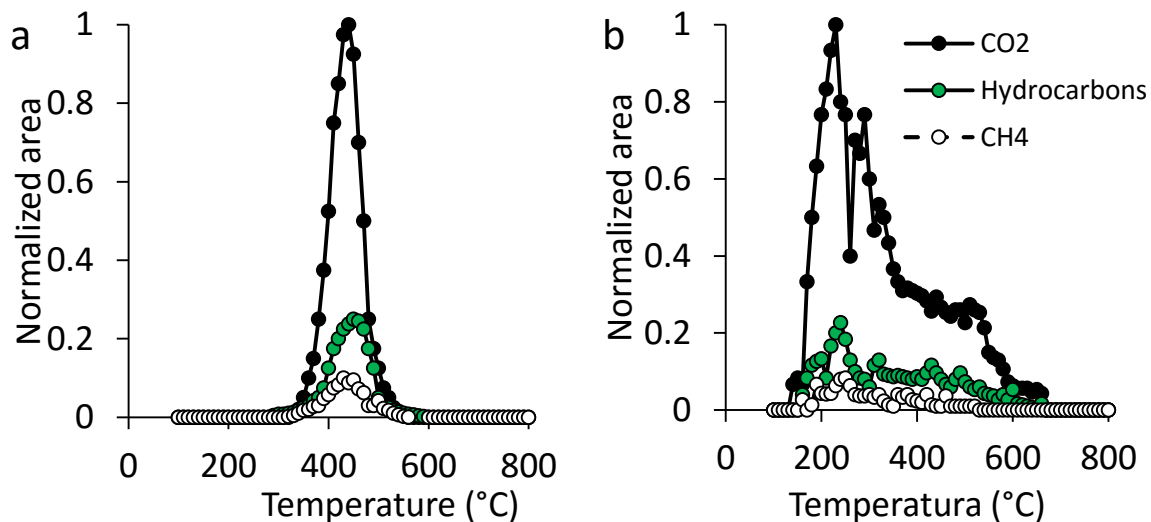 a
Normalized area
1
0.8
0.6
0.4
0.2
0
0 200 400 600 800
Temperature (°C)
b
Normalized area
1
0.8
0.6
0.4
0.2
0
0 200 400 600 800
Temperatura (°C)
CO2
Hydrocarbons
CH4